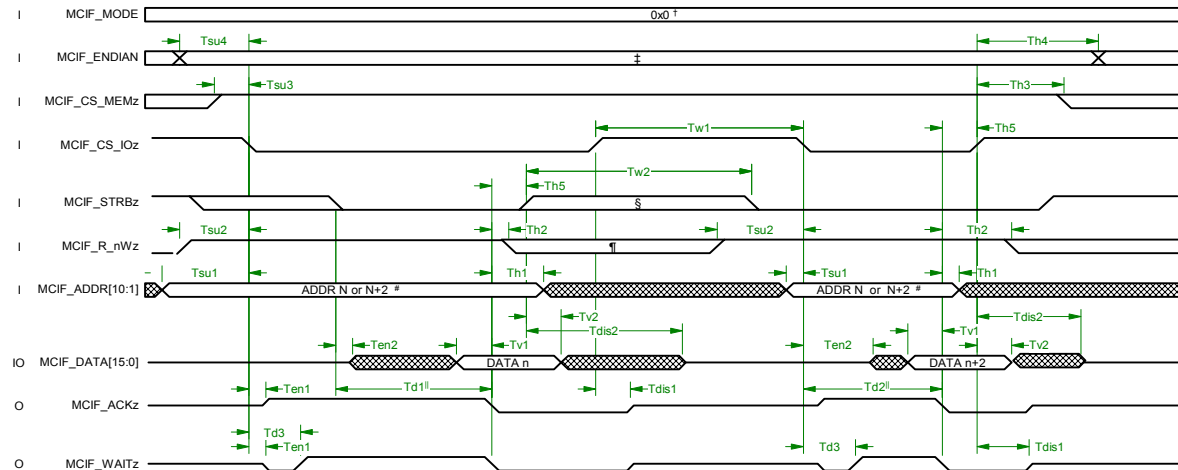 I MCIF_MODE 0x0 †
Tsu4 Th4
I MCIF_ENDIAN ‡
Tsu3 Th3
I MCIF_CS_MEMz
Tw1 Th5
I MCIF_CS_IOz
Tw2
Th5
I MCIF_STRBz §
Tsu2 Th2 Tsu2 Th2
I MCIF_R_nWz ¶
Tsu1 Th1 Tsu1 Th1
I MCIF_ADDR[10:1] ADDR N or N+2 # ADDR N or N+2 #
Tv2 Tdis2
Tdis2
Ten2 Tv1 Ten2 Tv1 Tv2
IO MCIF_DATA[15:0] DATA n DATA n+2
Ten1 Td1|| Tdis1 Td2||
O MCIF_ACKz
Td3 Td3
Ten1 Tdis1
O MCIF_WAITz